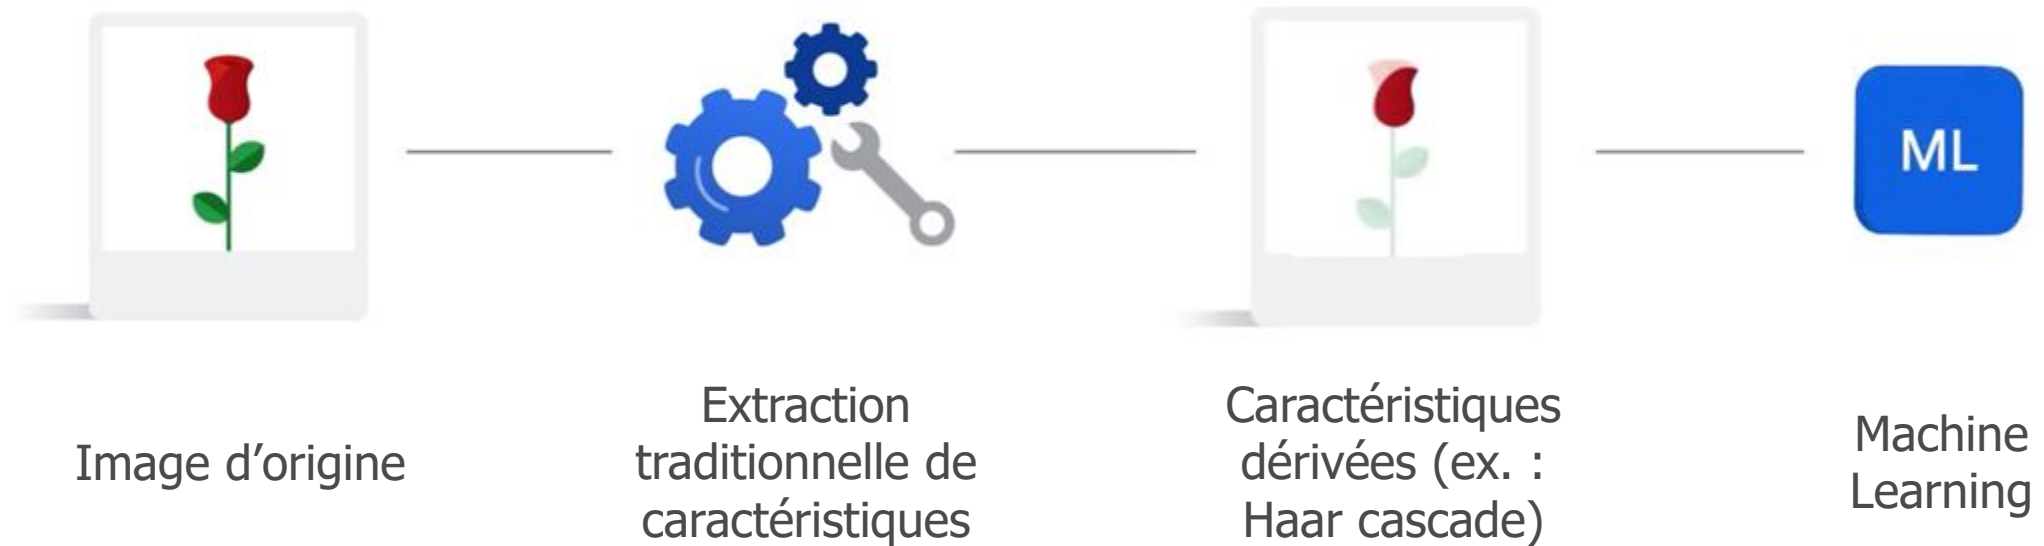 ML
Image d’origine
Extraction
traditionnelle de
caractéristiques
Caractéristiques
dérivées (ex. :
Haar cascade)
Machine
Learning